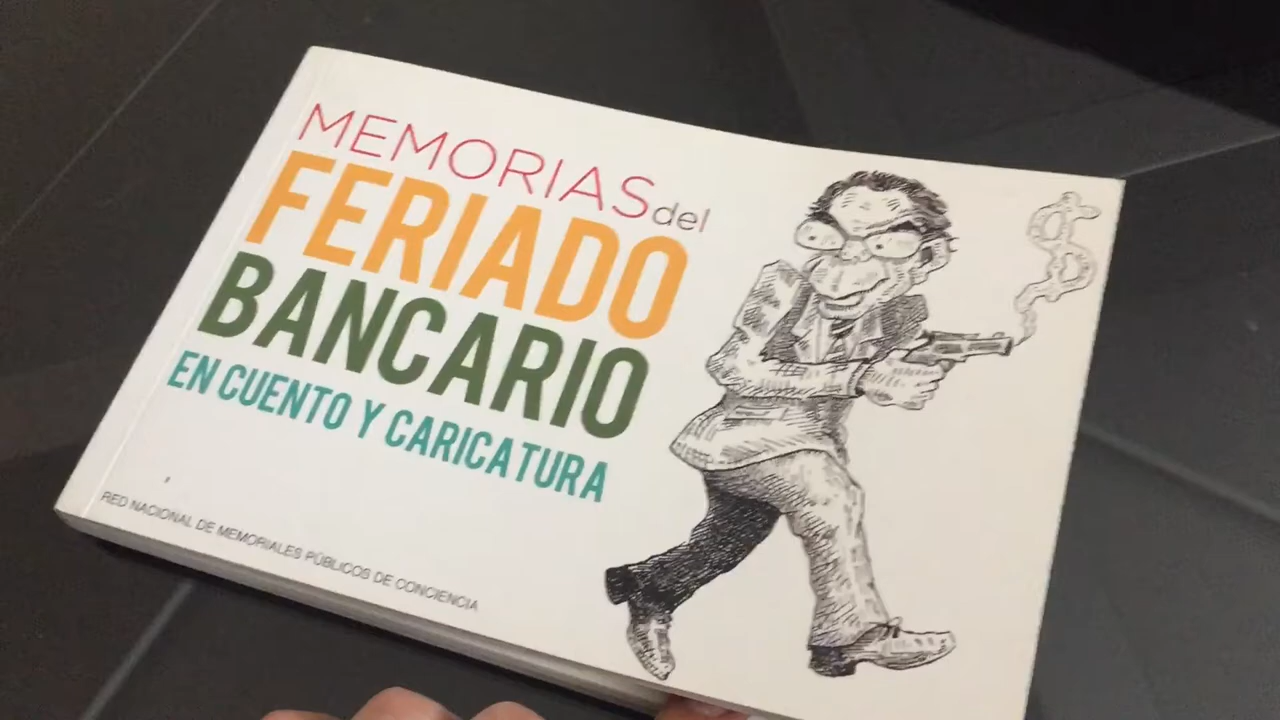 MEMORIAS del
FERIADO
BANCARIO
EN CUENTO Y CARICATURA
RED NACIONAL DE MEMORIALES PÚBLICOS DE CONCIENCIA
$